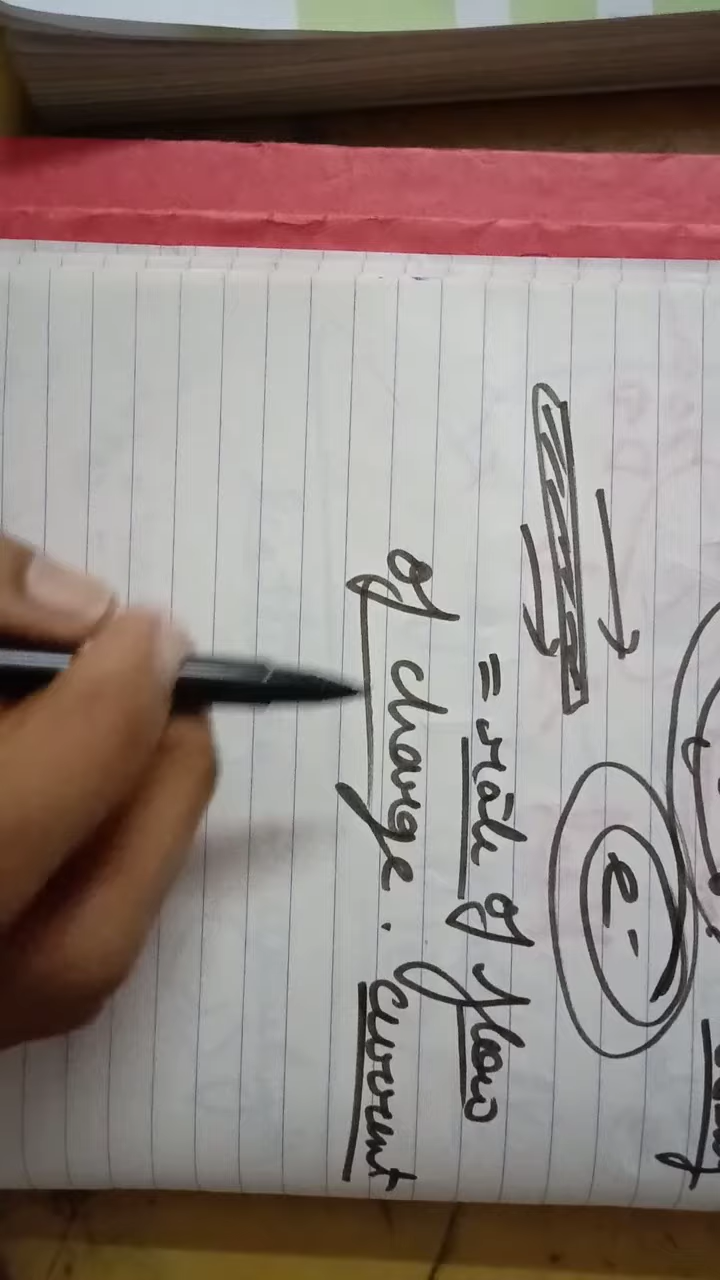 e-
= rate of flow
of charge. current